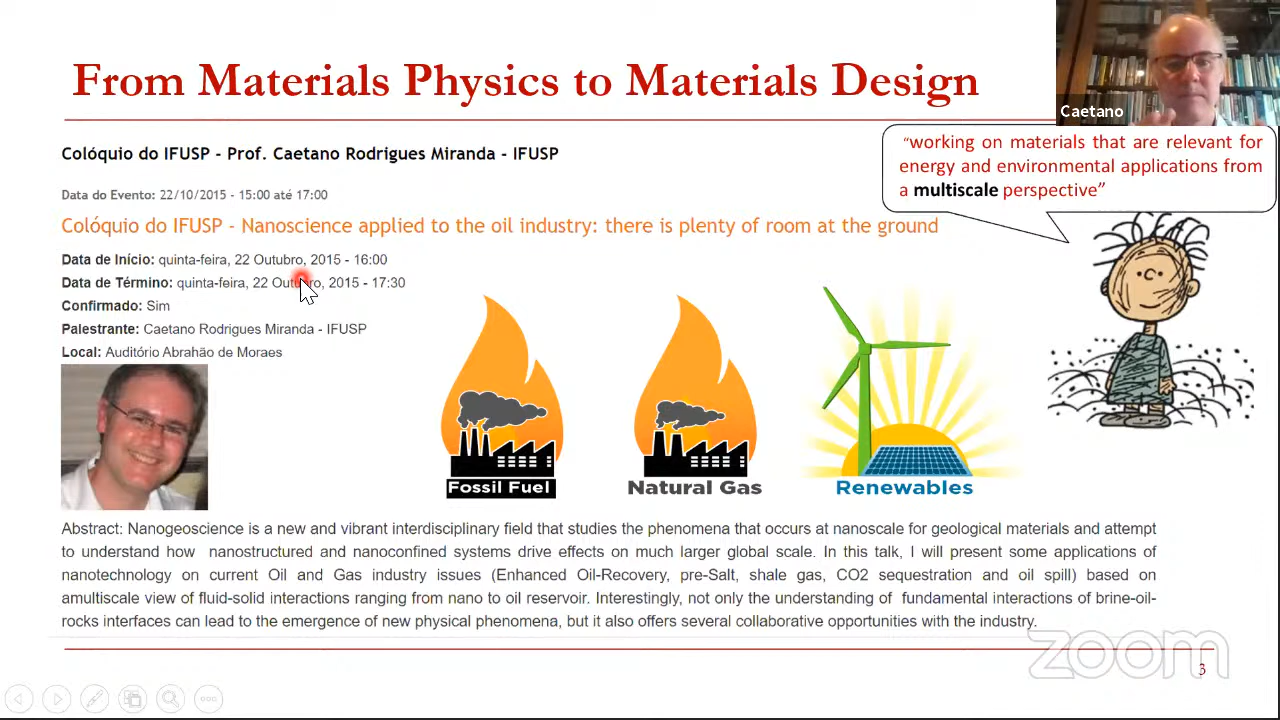 From Materials Physics to Materials Design
Caetano
“working on materials that are relevant for
energy and environmental applications from
a multiscale perspective”
Colóquio do IFUSP - Prof. Caetano Rodrigues Miranda - IFUSP
Data do Evento: 22/10/2015 - 15:00 até 17:00
Colóquio do IFUSP - Nanoscience applied to the oil industry: there is plenty of room at the ground
Data de Início: quinta-feira, 22 Outubro, 2015 - 16:00
Data de Término: quinta-feira, 22 Outubro, 2015 - 17:30
Confirmado: Sim
Palestrante: Caetano Rodrigues Miranda - IFUSP
Local: Auditório Abrahão de Moraes
Fossil Fuel
Natural Gas
Renewables
Abstract: Nanogeoscience is a new and vibrant interdisciplinary field that studies the phenomena that occurs at nanoscale for geological materials and attempt
to understand how nanostructured and nanoconfined systems drive effects on much larger global scale. In this talk, I will present some applications of
nanotechnology on current Oil and Gas industry issues (Enhanced Oil-Recovery, pre-Salt, shale gas, CO2 sequestration and oil spill) based on
amultiscale view of fluid-solid interactions ranging from nano to oil reservoir. Interestingly, not only the understanding of fundamental interactions of brine-oil-
rocks interfaces can lead to the emergence of new physical phenomena, but it also offers several collaborative opportunities with the industry.
zoom
3